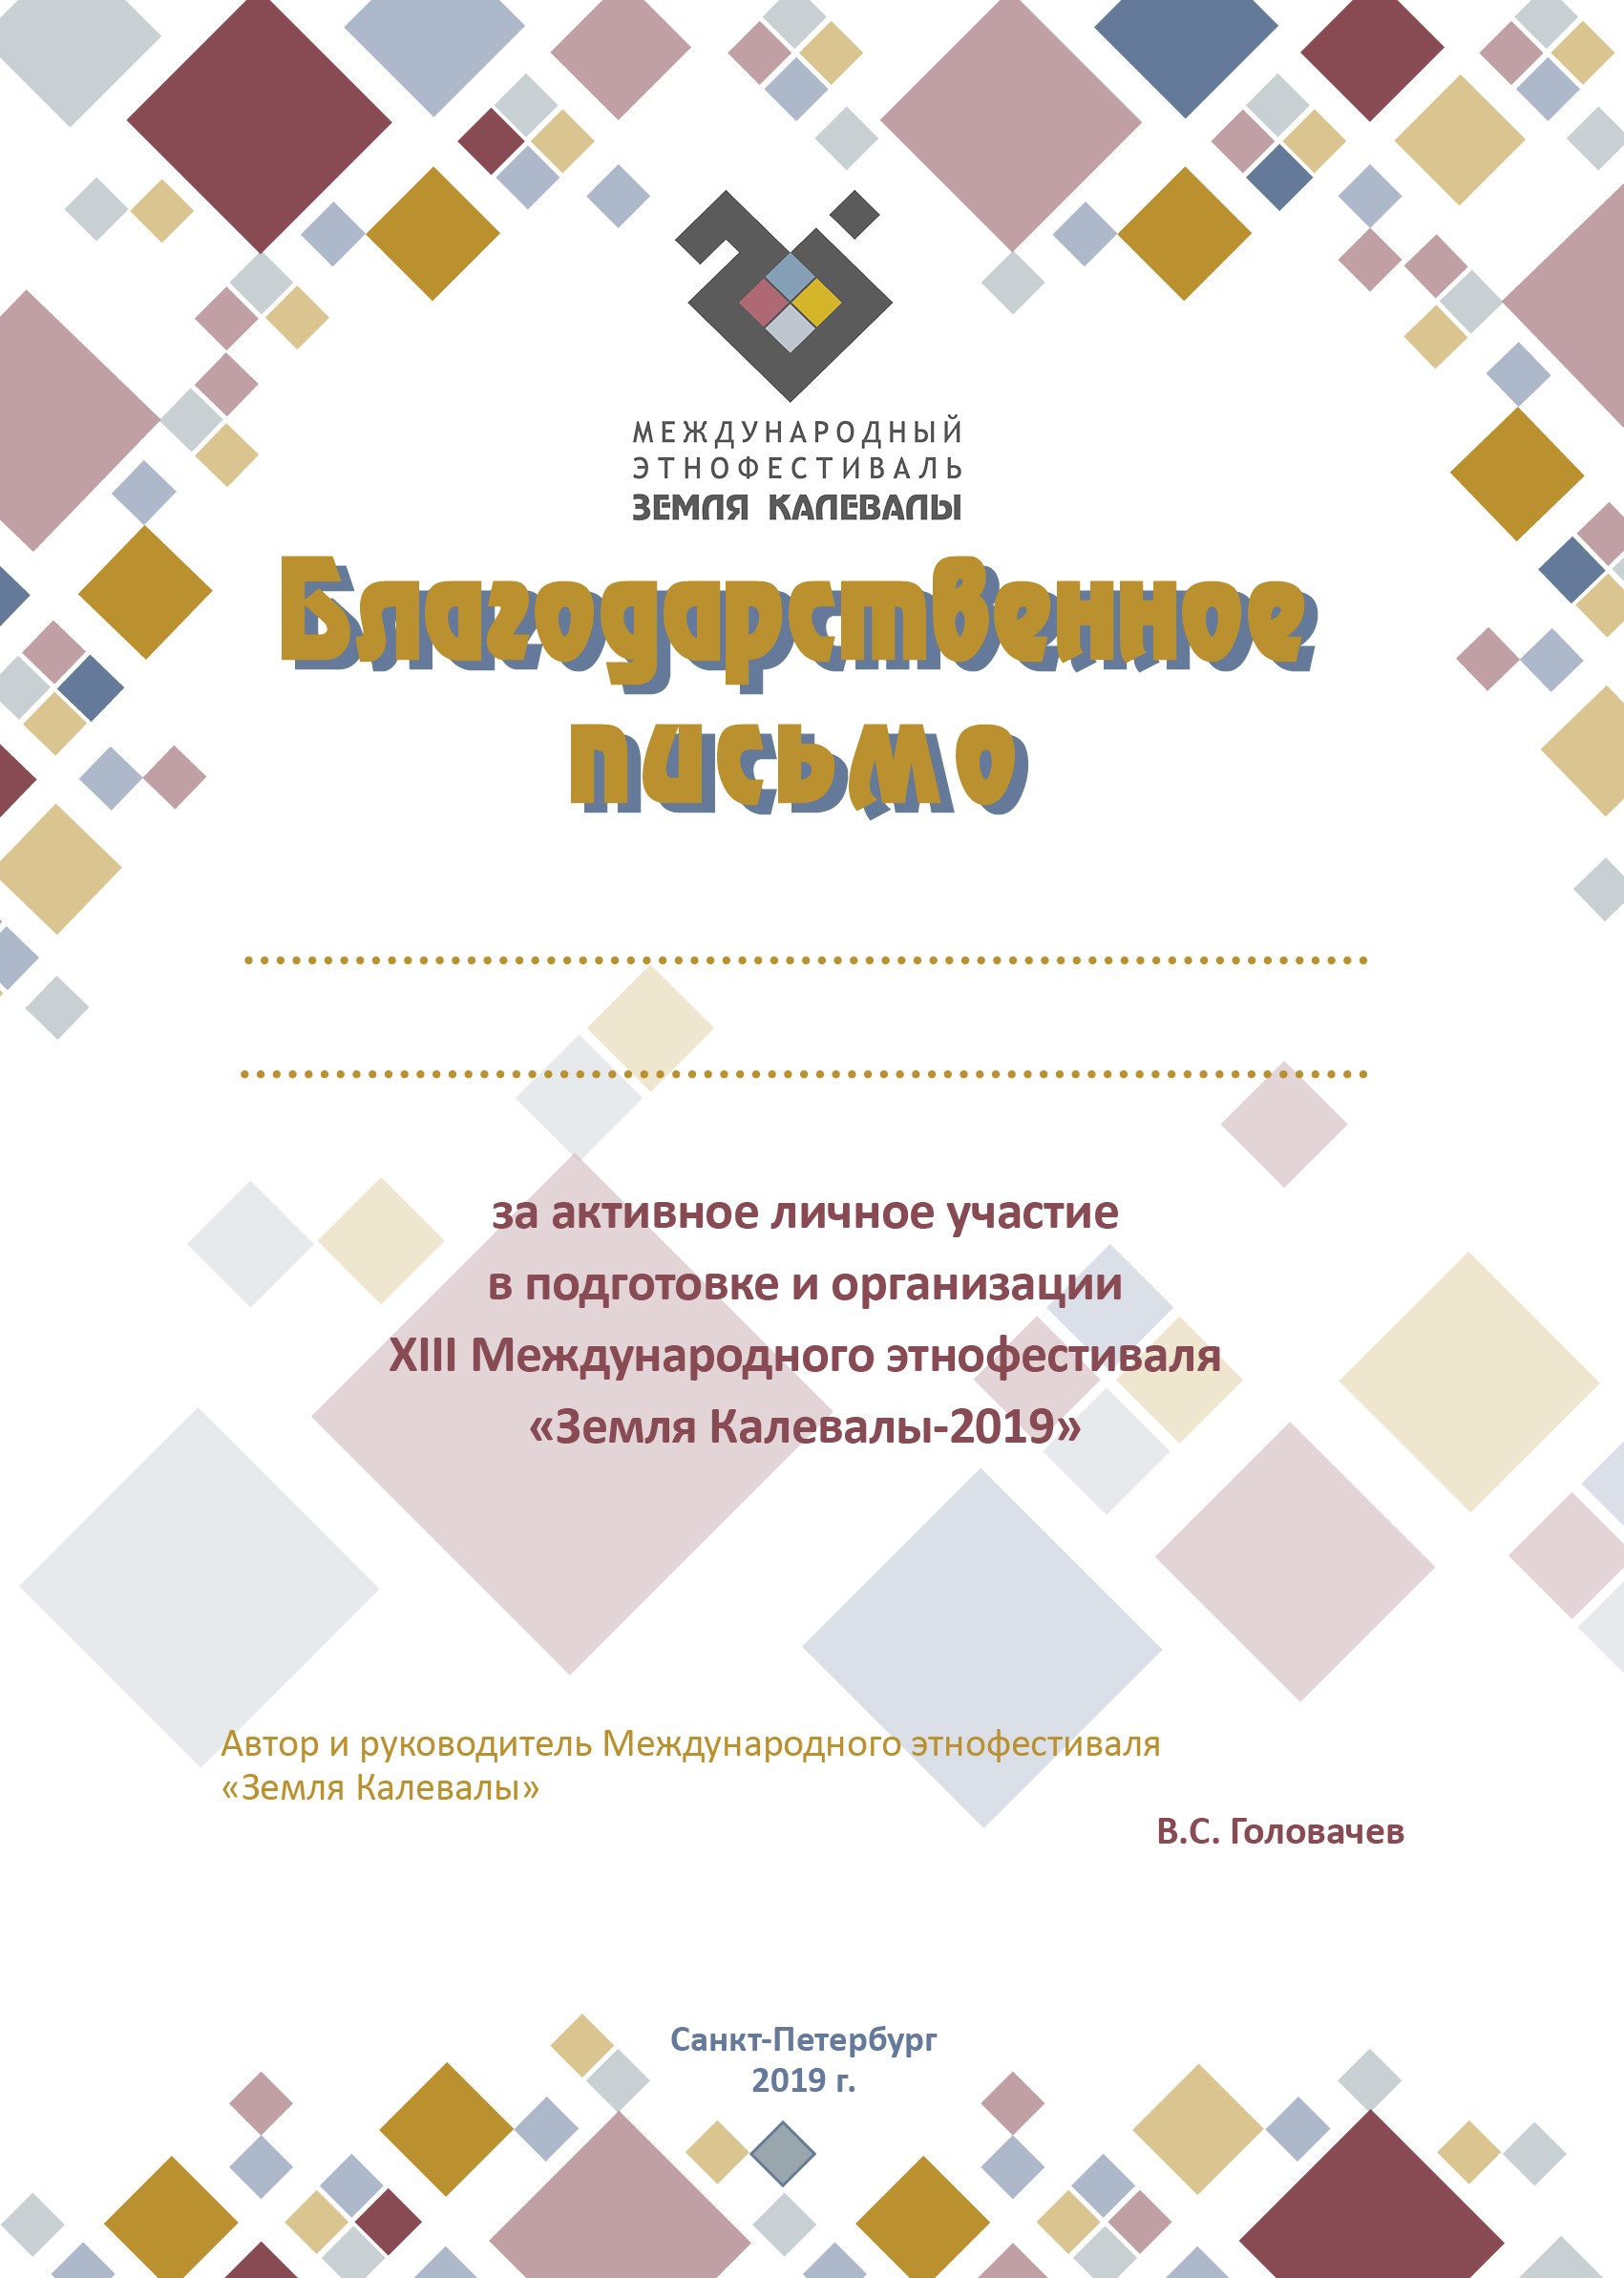 МЕЖДУНАРОДНЫЙ
ЭТНОФЕСТИВАЛЬ
ЗЕМЛЯ КАЛЕВАЛЫ
Благодарственное
письмо
за активное личное участие
в подготовке и организации
XIII Международного этнофестиваля
«Земля Калевалы-2019»
Автор и руководитель Международного этнофестиваля
«Земля Калевалы»
В.С. Головачев
Санкт-Петербург
2019 г.